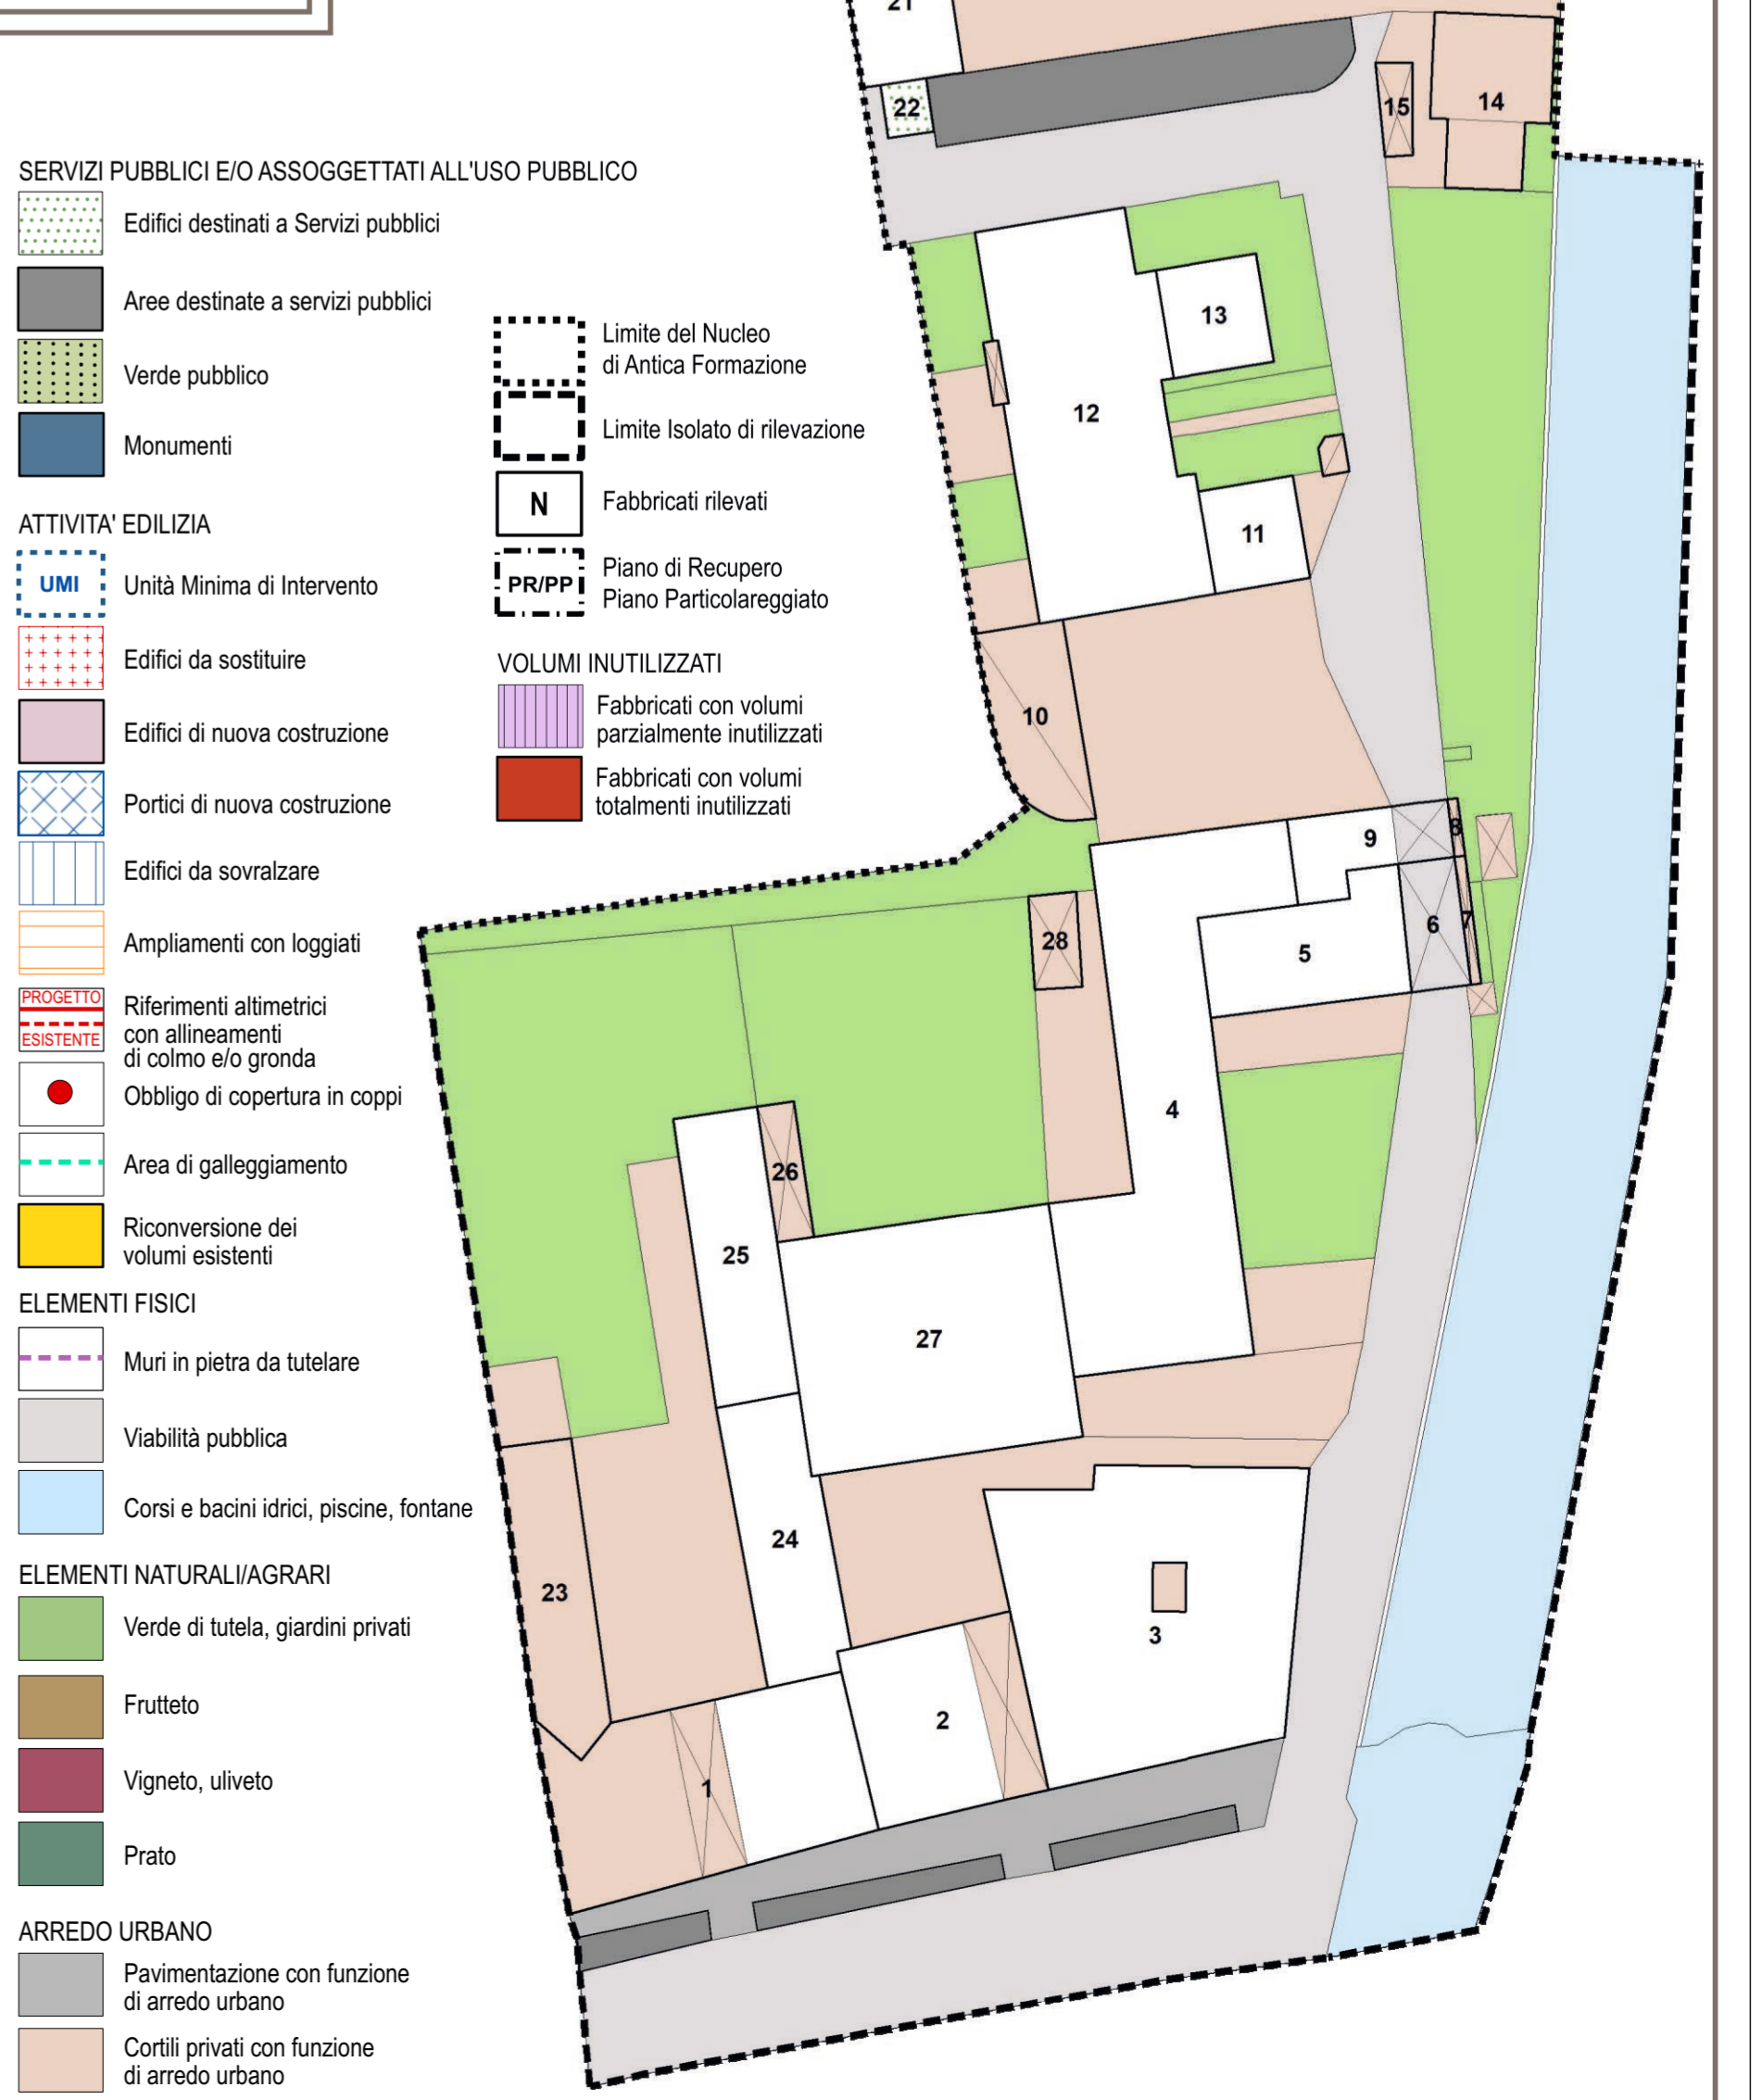 SERVIZI PUBBLICI E/O ASSOGGETTATI ALL'USO PUBBLICO
Edifici destinati a Servizi pubblici
Aree destinate a servizi pubblici
Verde pubblico
Monumenti
ATTIVITA' EDILIZIA
UMI
Unità Minima di Intervento
Edifici da sostituire
Edifici di nuova costruzione
Portici di nuova costruzione
Edifici da sovralzare
Ampliamenti con loggiati
PROGETTO
ESISTENTE
Riferimenti altimetrici
con allineamenti
di colmo e/o gronda
Obbligo di copertura in coppi
Area di galleggiamento
Riconversione dei
volumi esistenti
ELEMENTI FISICI
Muri in pietra da tutelare
Viabilità pubblica
Corsi e bacini idrici, piscine, fontane
ELEMENTI NATURALI/AGRARI
Verde di tutela, giardini privati
Frutteto
Vigneto, uliveto
Prato
ARREDO URBANO
Pavimentazione con funzione
di arredo urbano
Cortili privati con funzione
di arredo urbano
Limite del Nucleo
di Antica Formazione
Limite Isolato di rilevazione
N
Fabbricati rilevati
PR/PP
Piano di Recupero
Piano Particolareggiato
VOLUMI INUTILIZZATI
Fabbricati con volumi
parzialmente inutilizzati
Fabbricati con volumi
totalmenti inutilizzati
21
22
15
14
13
12
11
10
9
8
28
5
6
7
4
26
25
27
24
23
3
2
1